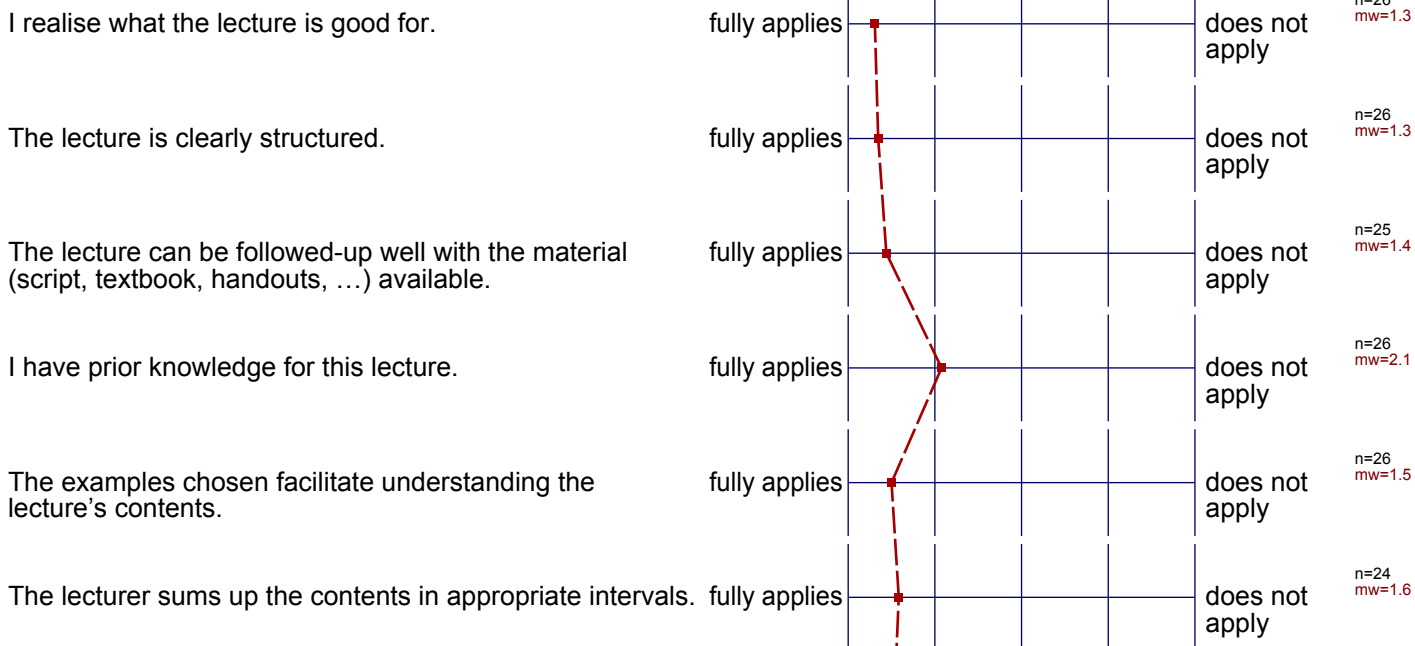 n=26
I realise what the lecture is good for. fully applies does not mw=1.3
apply
n=26
The lecture is clearly structured. fully applies does not mw=1.3
apply
n=25
The lecture can be followed-up well with the material fully applies does not mw=1.4
(script, textbook, handouts, …) available. apply
n=26
I have prior knowledge for this lecture. fully applies does not mw=2.1
apply
n=26
The examples chosen facilitate understanding the fully applies does not mw=1.5
lecture’s contents. apply
n=24
The lecturer sums up the contents in appropriate intervals. fully applies does not mw=1.6
apply